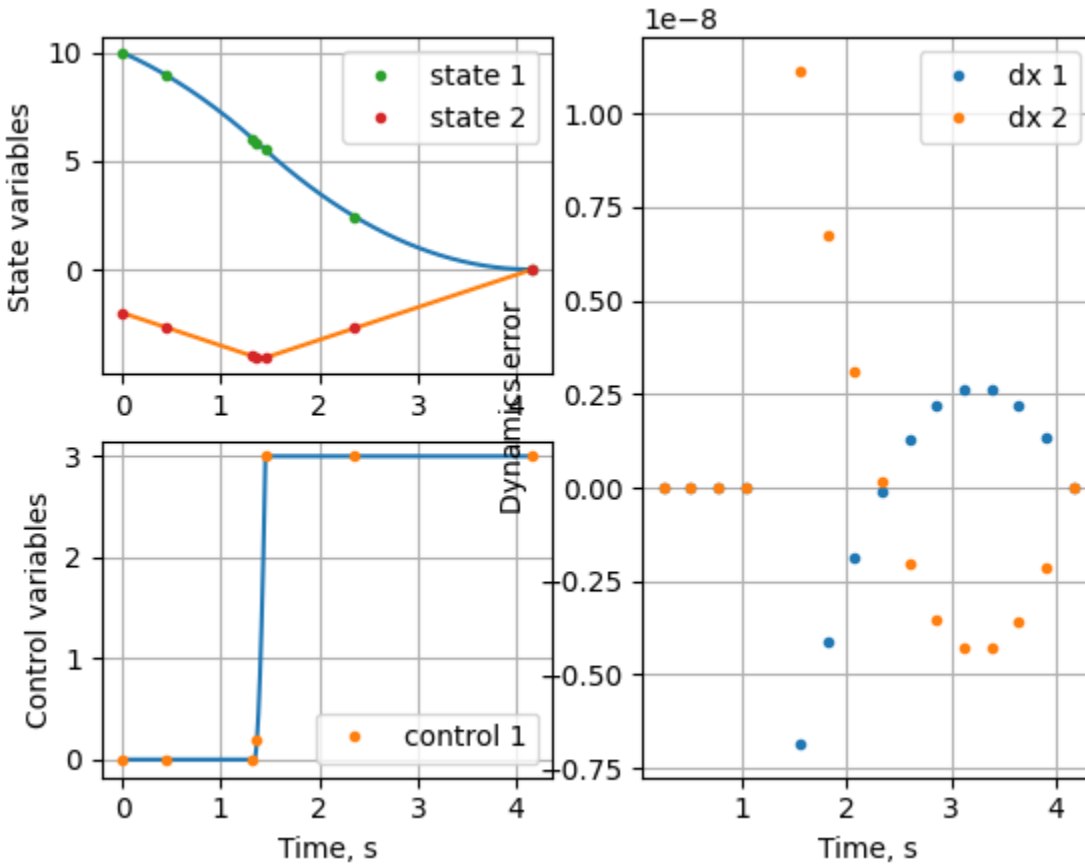 10
5
0
State variables
state 1
state 2
0 1 2 3 4
3
2
1
0
Control variables
control 1
0 1 2 3 4
Time, s
1e−8
dx 1
dx 2
1.00
0.75
0.50
0.25
0.00
−0.25
−0.50
−0.75
Dynamics error
1 2 3 4
Time, s